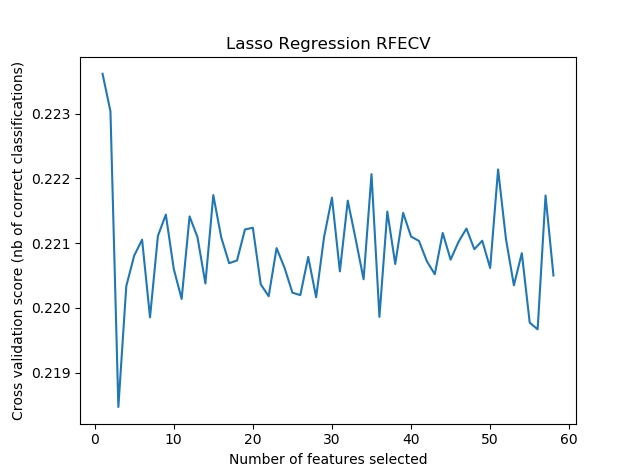 Lasso Regression RFECV
Cross validation score (nb of correct classifications)
0.223
0.222
0.221
0.220
0.219
0 10 20 30 40 50 60
Number of features selected